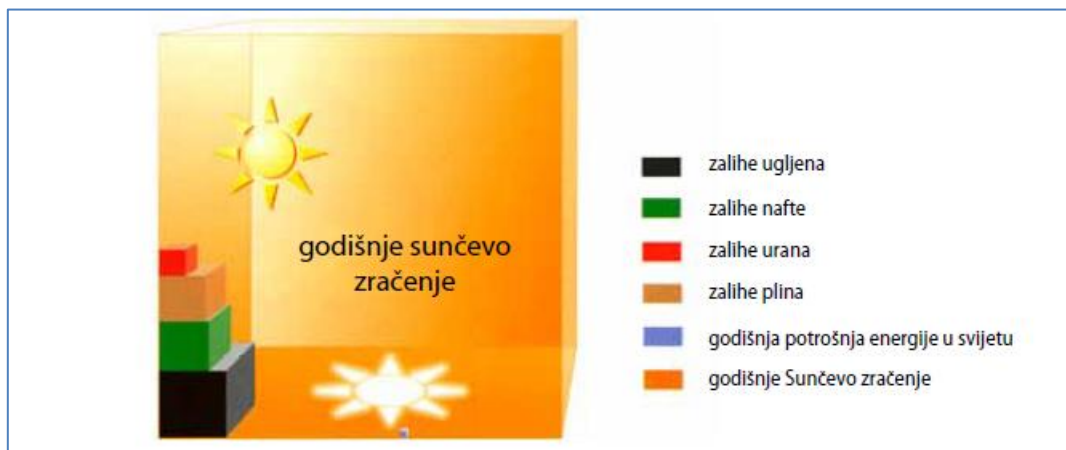 godišnje sunčevo
zračenje
zalihe ugljena
zalihe nafte
zalihe urana
zalihe plina
godišnja potrošnja energije u svijetu
godišnje Sunčevo zračenje